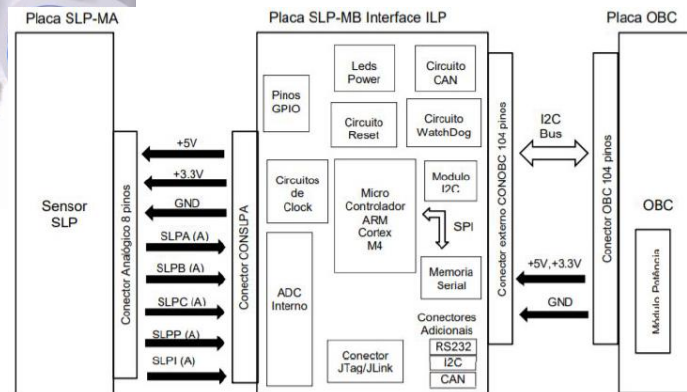 Placa SLP-MA
Placa SLP-MB Interface ILP
Placa OBC
Sensor
SLP
Conector Analógico 8 pinos
+5V
+3.3V
GND
SLPA (A)
SLPB (A)
SLPC (A)
SLPP (A)
SLPI (A)
Conector CONSLPA
Pinos
GPIO
Leds
Power
Circuito
CAN
Circuito
Reset
Circuito
WatchDog
Circuitos
de
Clock
Micro
Controlador
ARM
Cortex
M4
Modulo
I2C
SPI
Memoria
Serial
ADC
Interno
Conector
JTag/JLink
Conectores
Adicionais
RS232
I2C
CAN
Conector externo CONOBC 104 pinos
I2C
Bus
+5V,+3.3V
GND
Conector OBC 104 pinos
OBC
Módulo Potência